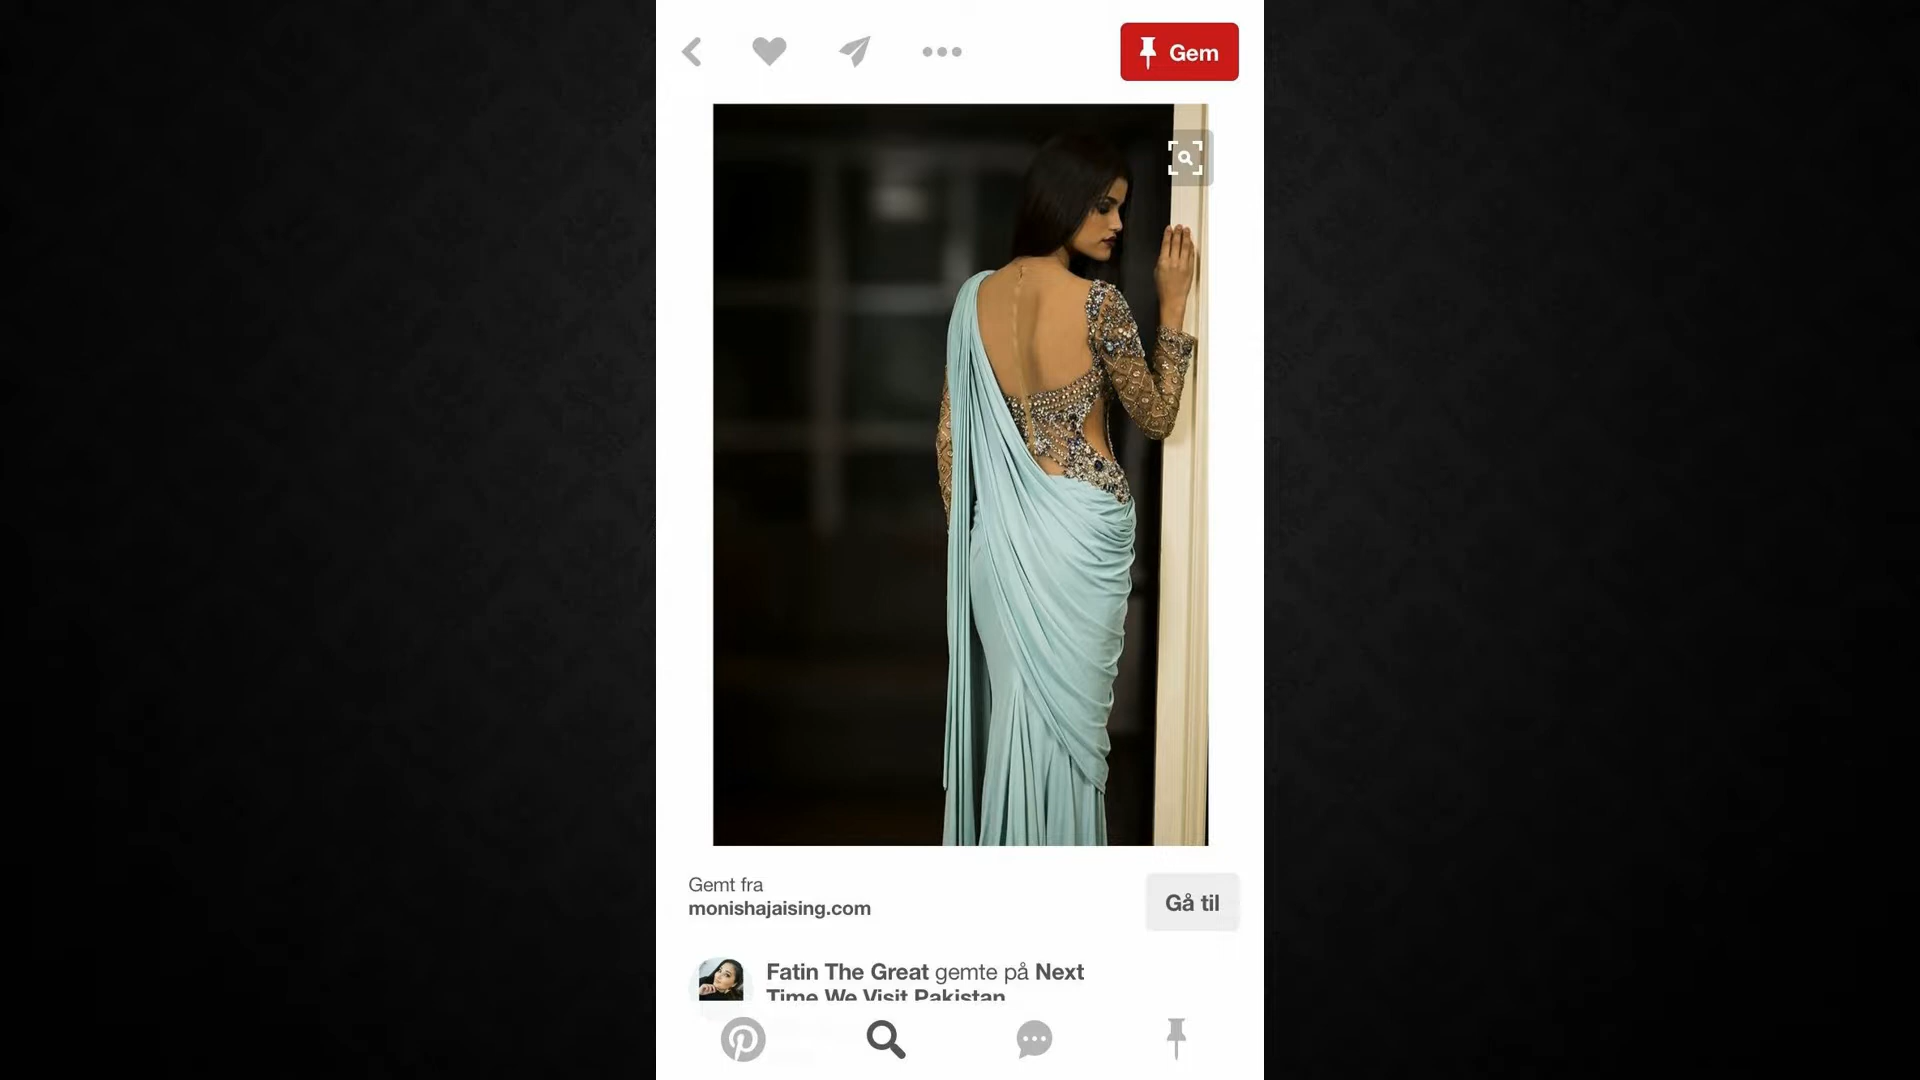 Gem
Gemt fra
monishajaising.com
Gå til
Fatin The Great gemte på Next
Time We Visit Pakistan